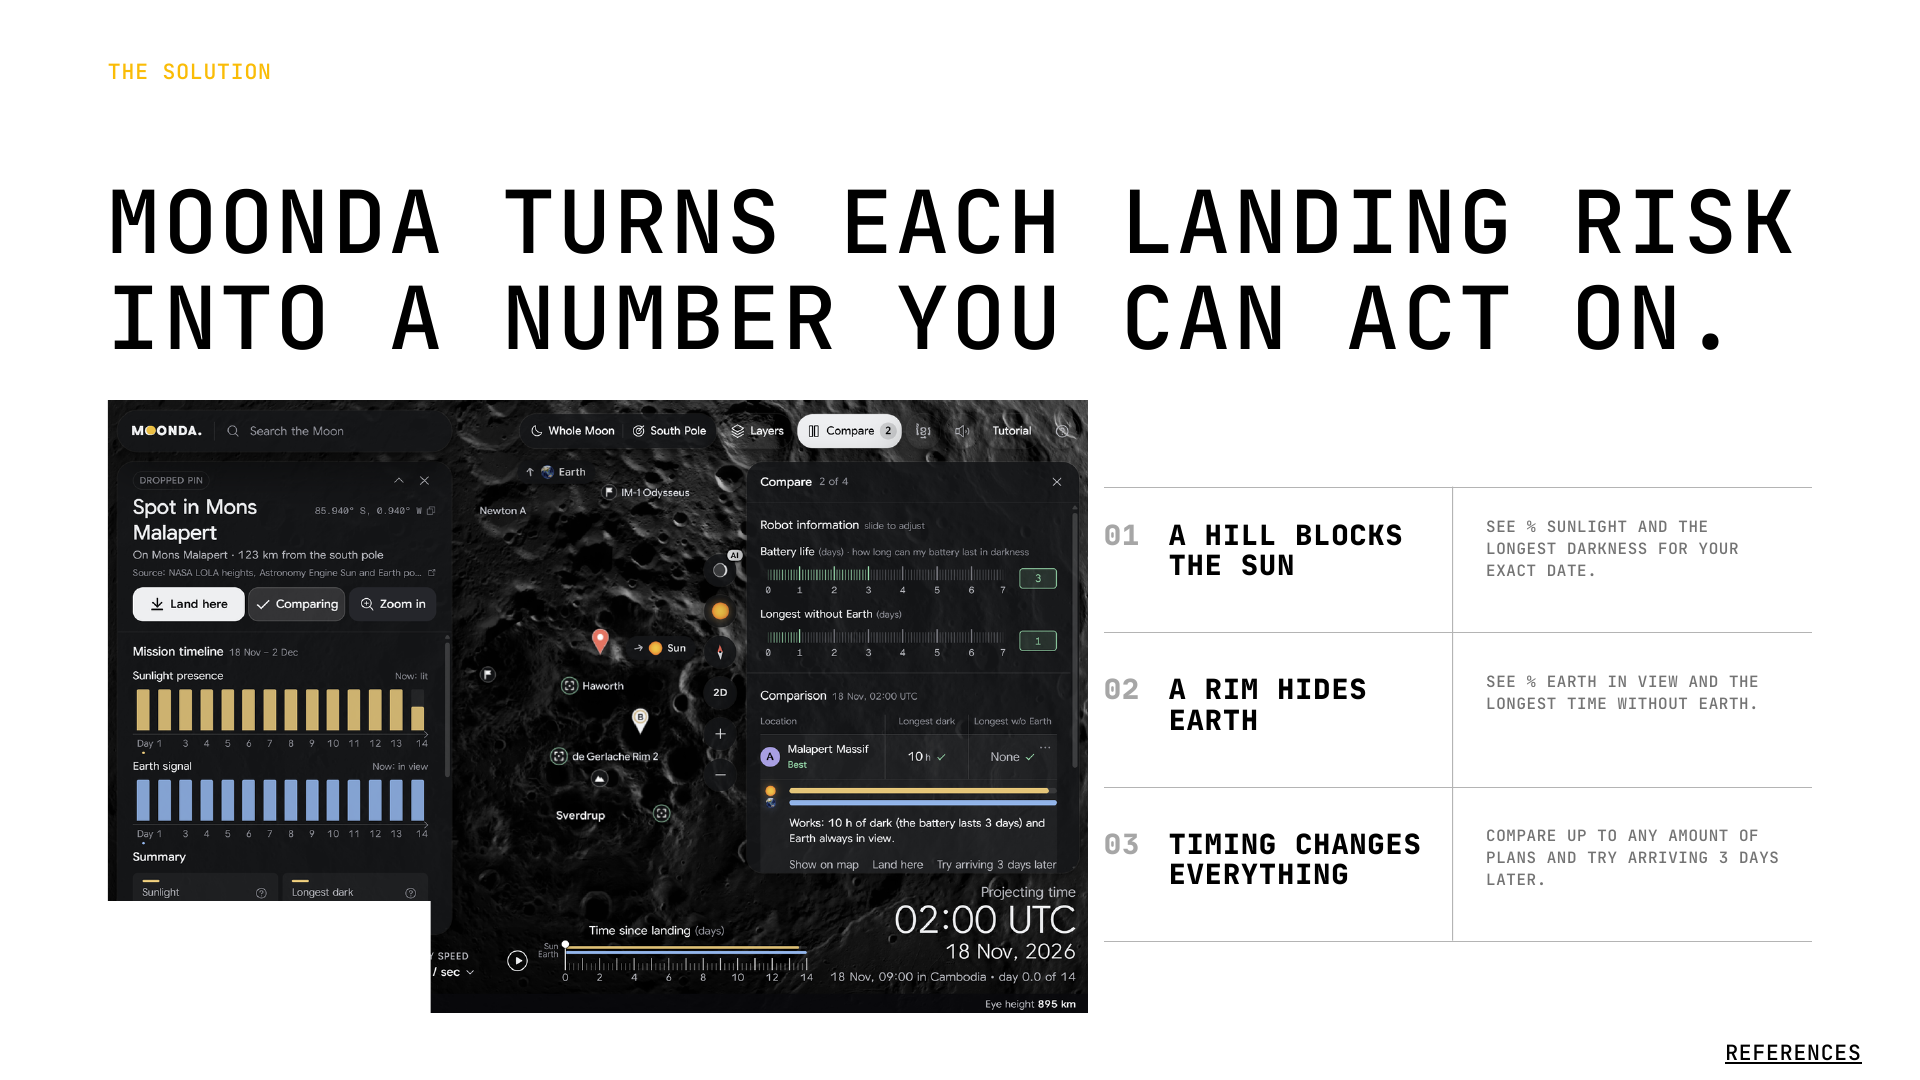 THE SOLUTION
MOONDA TURNS EACH LANDING RISK
INTO A NUMBER YOU CAN ACT ON.
MOONDA.
Search the Moon
Whole Moon
South Pole
Layers
Compare 2
ខ្មែរ
Tutorial
DROPPED PIN
Spot in Mons
Malapert
85.940° S, 0.940° W
On Mons Malapert · 123 km from the south pole
Source: NASA LOLA heights, Astronomy Engine Sun and Earth po...
Land here
Comparing
Zoom in
Mission timeline 18 Nov – 2 Dec
Sunlight presence
Now: lit
Day 1 3 4 5 6 7 8 9 10 11 12 13 14
Earth signal
Now: in view
Day 1 3 4 5 6 7 8 9 10 11 12 13 14
Summary
Sunlight
Longest dark
Earth
IM-1 Odysseus
Newton A
AI
Sun
Haworth
2D
B
de Gerlache Rim 2
Sverdrup
Compare 2 of 4
Robot information slide to adjust
Battery life (days) · how long can my battery last in darkness
3
0 1 2 3 4 5 6 7
Longest without Earth (days)
1
0 1 2 3 4 5 6 7
Comparison 18 Nov, 02:00 UTC
Location
Longest dark
Longest w/o Earth
A
Malapert Massif
Best
10 h
None
Works: 10 h of dark (the battery lasts 3 days) and
Earth always in view.
Show on map
Land here
Try arriving 3 days later
Projecting time
02:00 UTC
18 Nov, 2026
18 Nov, 09:00 in Cambodia • day 0.0 of 14
Eye height 895 km
Y SPEED
/ sec
Time since landing (days)
Sun
Earth
0 2 4 6 8 10 12 14
01
A HILL BLOCKS
THE SUN
SEE % SUNLIGHT AND THE
LONGEST DARKNESS FOR YOUR
EXACT DATE.
02
A RIM HIDES
EARTH
SEE % EARTH IN VIEW AND THE
LONGEST TIME WITHOUT EARTH.
03
TIMING CHANGES
EVERYTHING
COMPARE UP TO ANY AMOUNT OF
PLANS AND TRY ARRIVING 3 DAYS
LATER.
REFERENCES